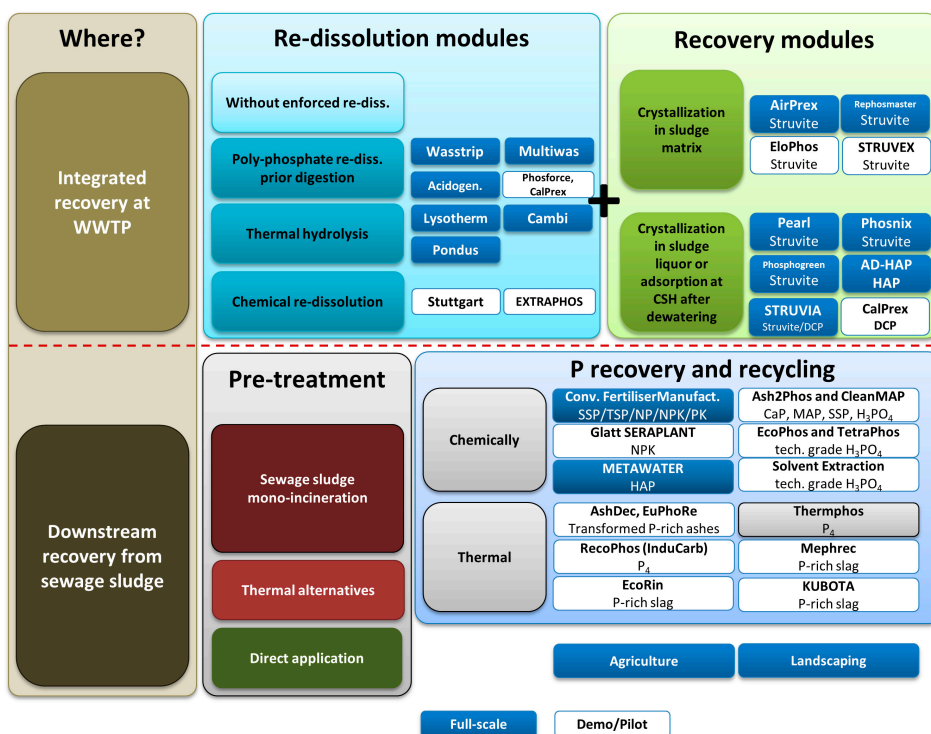 Where?
Integrated
recovery at
WWTP
Downstream
recovery from
sewage sludge
Re-dissolution modules
Without enforced re-diss.
Poly-phosphate re-diss.
prior digestion
Wasstrip
Multiwas
Acidogen.
Phosforce,
CalPrex
Thermal hydrolysis
Lysotherm
Cambi
Pondus
Chemical re-dissolution
Stuttgart
EXTRAPHOS
+
Recovery modules
Crystallization
in sludge
matrix
AirPrex
Struvite
Rephosmaster
Struvite
EloPhos
Struvite
STRUVEX
Struvite
Crystallization
in sludge
liquor or
adsorption at
CSH after
dewatering
Pearl
Struvite
Phosnix
Struvite
Phosphogreen
Struvite
AD-HAP
HAP
STRUVIA
Struvite/DCP
CalPrex
DCP
Pre-treatment
Sewage sludge
mono-incineration
Thermal alternatives
Direct application
P recovery and recycling
Chemically
Conv. FertiliserManufact.
SSP/TSP/NP/NPK/PK
Ash2Phos and CleanMAP
CaP, MAP, SSP, H₃PO₄
Glatt SERAPLANT
NPK
EcoPhos and TetraPhos
tech. grade H₃PO₄
METAWATER
HAP
Solvent Extraction
tech. grade H₃PO₄
Thermal
AshDec, EuPhoRe
Transformed P-rich ashes
Thermphos
P₄
RecoPhos (InduCarb)
P₄
Mephrec
P-rich slag
EcoRin
P-rich slag
KUBOTA
P-rich slag
Agriculture
Landscaping
Full-scale
Demo/Pilot